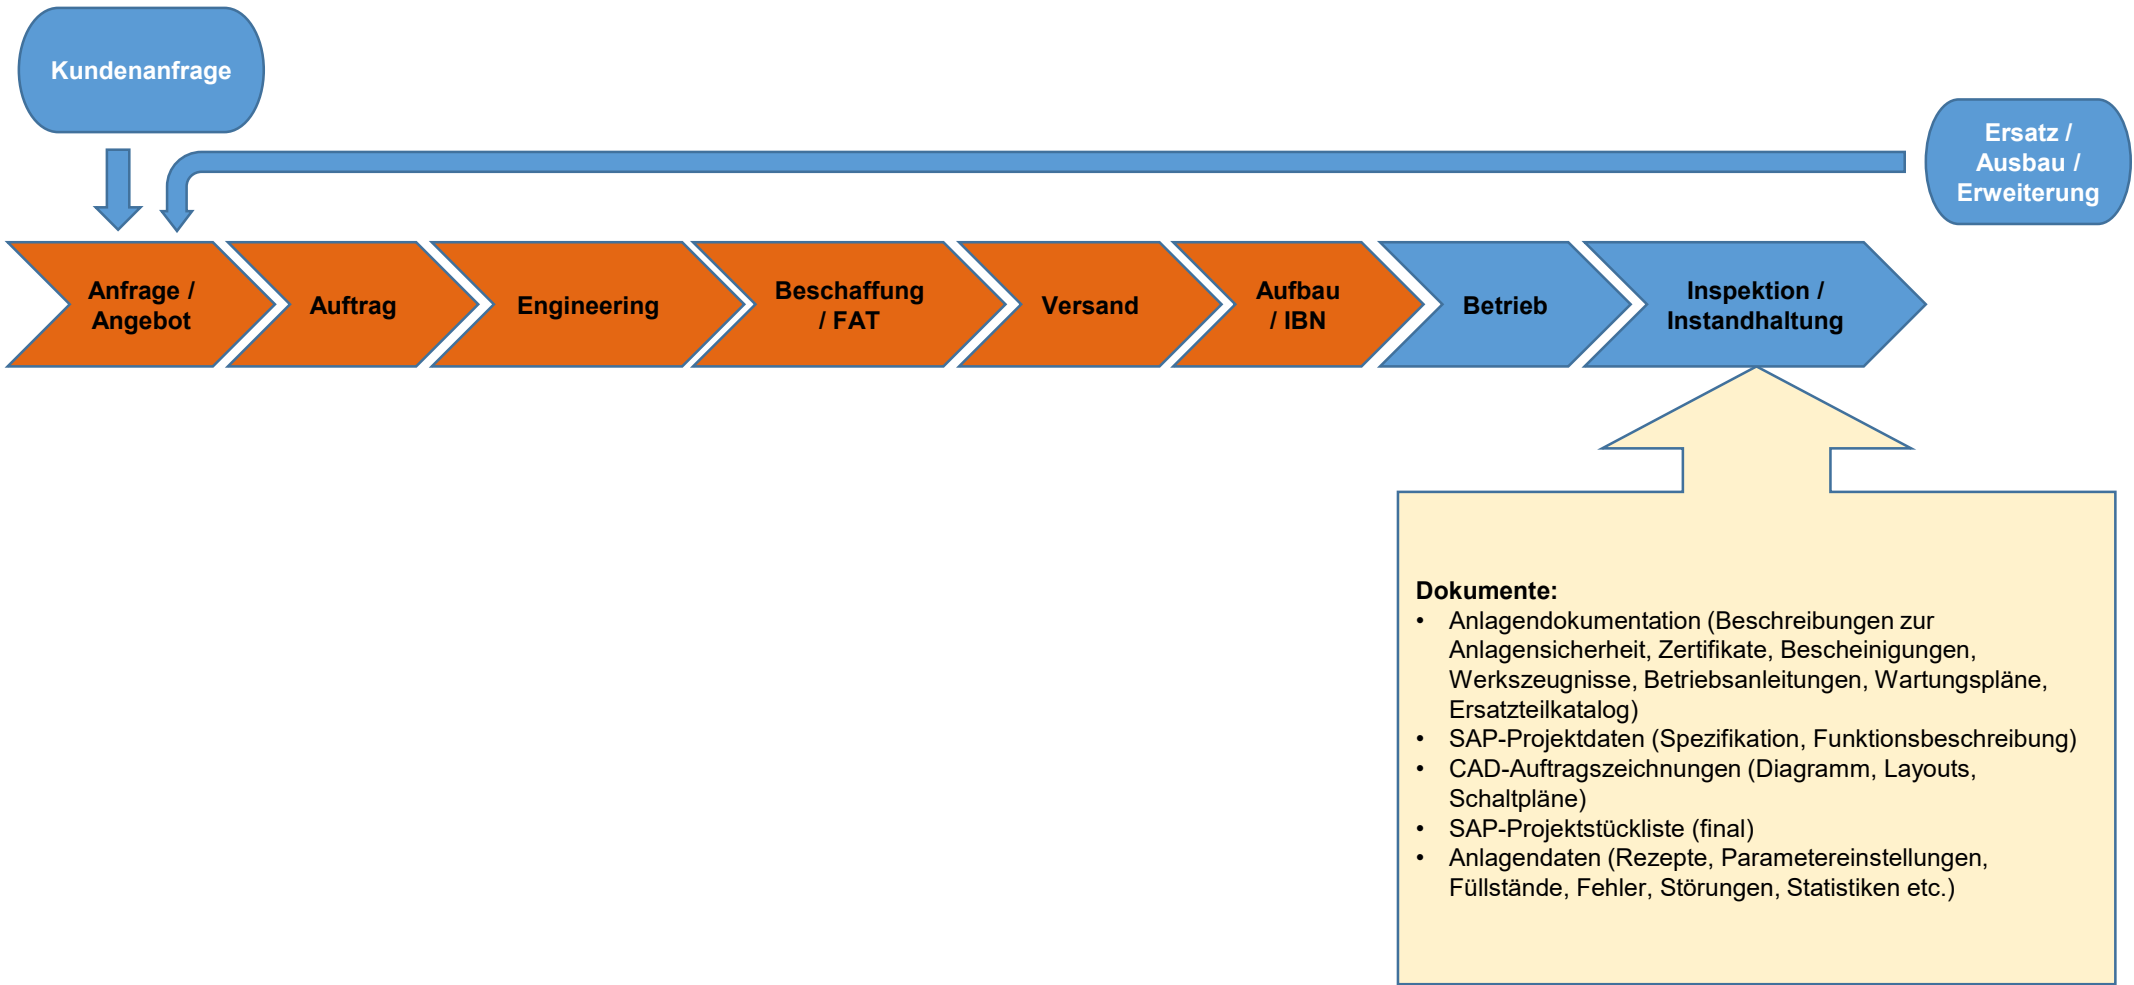 Kundenanfrage
Ersatz /
Ausbau /
Erweiterung
Anfrage /
Angebot
Auftrag
Engineering
Beschaffung
/ FAT
Versand
Aufbau
/ IBN
Betrieb
Inspektion /
Instandhaltung
Dokumente:
• Anlagendokumentation (Beschreibungen zur
Anlagensicherheit, Zertifikate, Bescheinigungen,
Werkszeugnisse, Betriebsanleitungen, Wartungspläne,
Ersatzteilkatalog)
• SAP-Projektdaten (Spezifikation, Funktionsbeschreibung)
• CAD-Auftragszeichnungen (Diagramm, Layouts,
Schaltpläne)
• SAP-Projektstückliste (final)
• Anlagendaten (Rezepte, Parametereinstellungen,
Füllstände, Fehler, Störungen, Statistiken etc.)